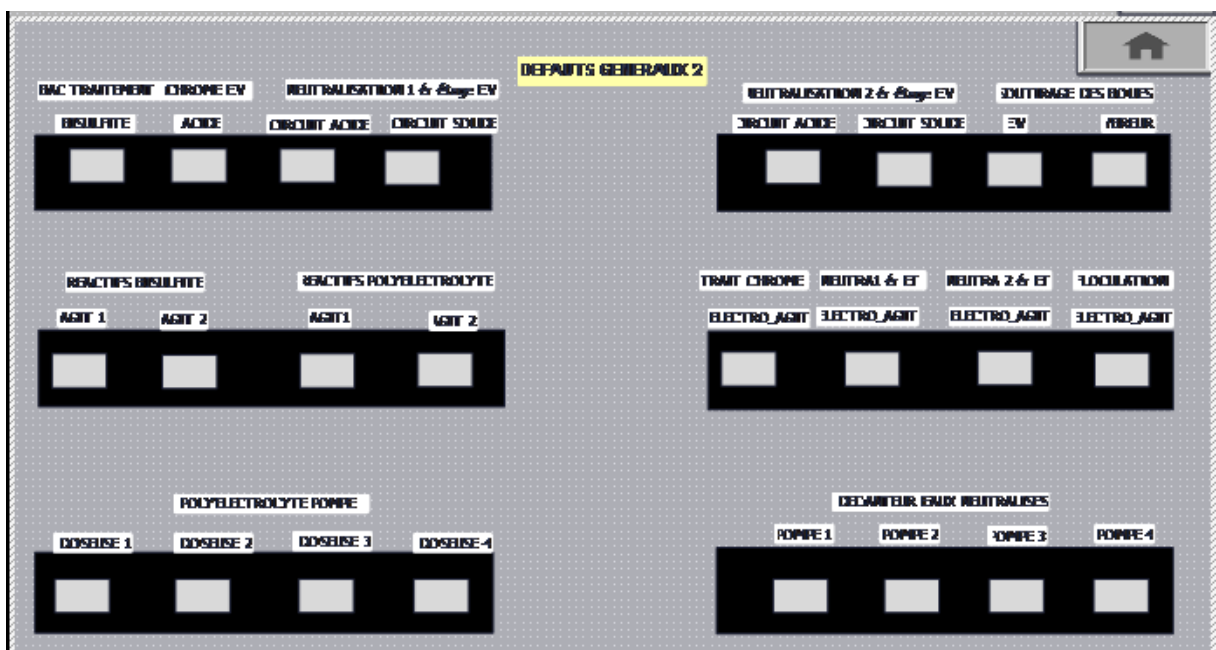 DEFAUTS GENERAUX 2
BAC TRAITEMENT CHROME EV
NEUTRALISATION 1 & Étage EV
BISULFITE ACIDE CIRCUIT ACIDE CIRCUIT SOUDE
NEUTRALISATION 2 & Étage EV
SOUTIRAGE DES BOUES
CIRCUIT ACIDE CIRCUIT SOUDE EV VIBREUR
REACTIFS BISULFITE
REACTIFS POLYELECTROLYTE
AGIT 1 AGIT 2 AGIT1 AGIT 2
TRAIT CHROME NEUTRA1 & ET NEUTRA 2 & ET FLOCULATION
ELECTRO_AGIT ELECTRO_AGIT ELECTRO_AGIT ELECTRO_AGIT
POLYELECTROLYTE POMPE
DOSEUSE 1 DOSEUSE 2 DOSEUSE 3 DOSEUSE 4
DECANTEUR EAUX NEUTRALISES
POMPE 1 POMPE 2 POMPE 3 POMPE 4